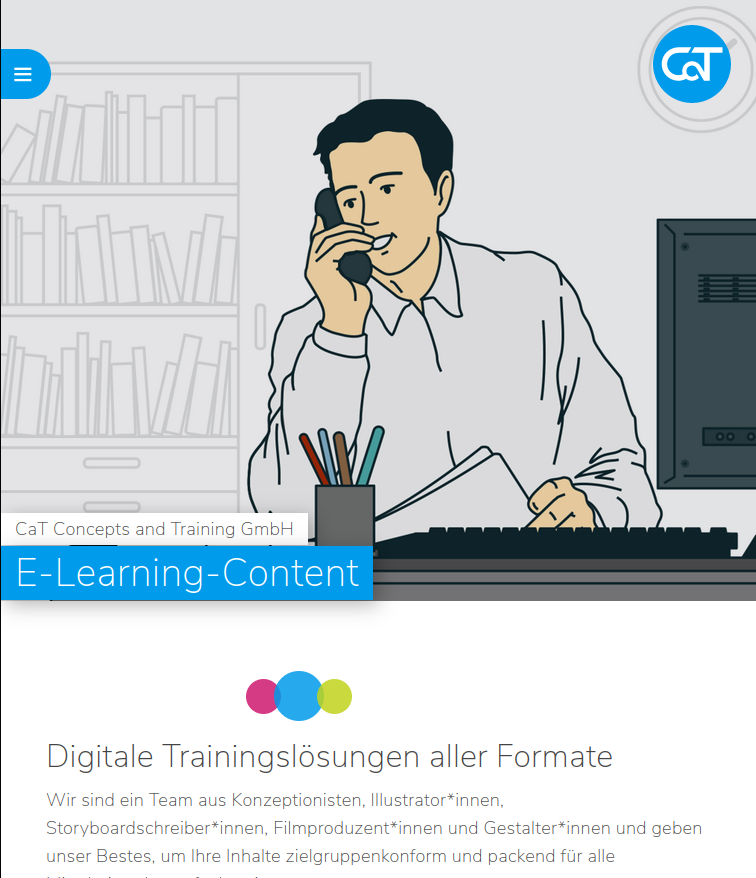 CaT
CaT Concepts and Training GmbH
E-Learning-Content
Digitale Trainingslösungen aller Formate
Wir sind ein Team aus Konzeptionisten, Illustrator*innen,
Storyboardschreiber*innen, Filmproduzent*innen und Gestalter*innen und geben
unser Bestes, um Ihre Inhalte zielgruppenkonform und packend für alle